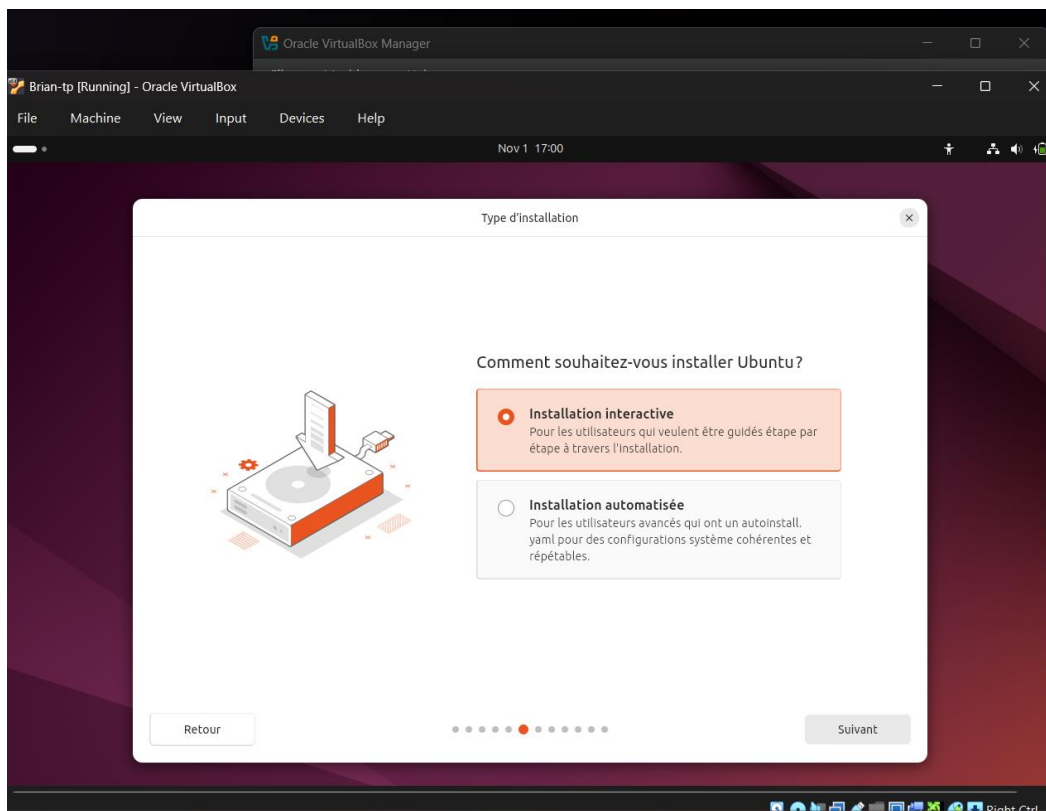 Oracle VirtualBox Manager
Brian-tp [Running] - Oracle VirtualBox
File Machine View Input Devices Help
Nov 1 17:00
Type d'installation
Comment souhaitez-vous installer Ubuntu ?
Installation interactive
Pour les utilisateurs qui veulent être guidés étape par
étape à travers l'installation.
Installation automatisée
Pour les utilisateurs avancés qui ont un autoinstall.
yaml pour des configurations système cohérentes et
répétables.
Retour
Suivant
Right Ctrl